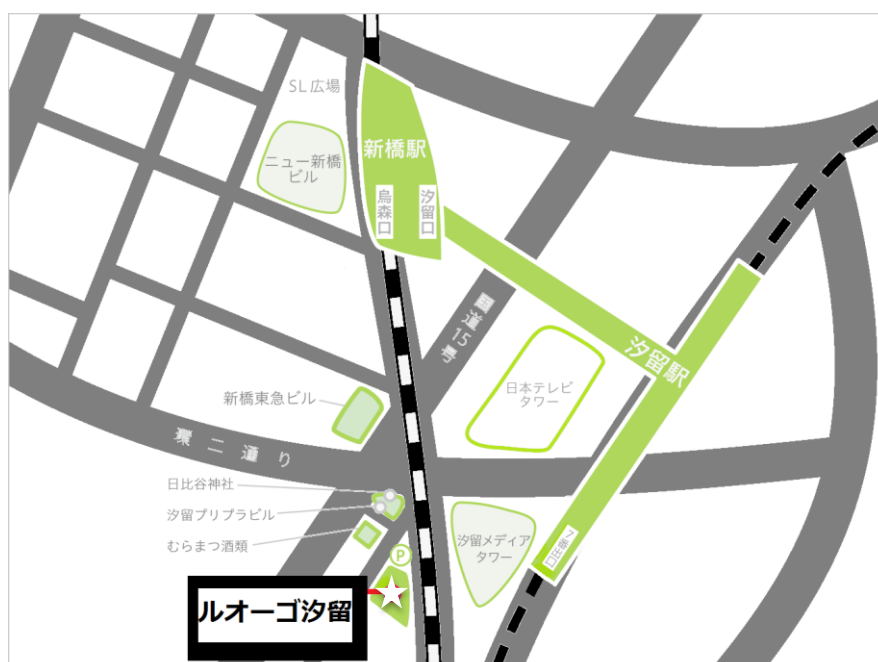 SL広場
新橋駅
ニュー新橋
ビル
烏森口
汐留口
国道15号
汐留駅
日本テレビ
タワー
新橋東急ビル
環二通り
日比谷神社
汐留プリプラビル
むらまつ酒類
汐留メディア
タワー
7番出口
P
ルオーゴ汐留